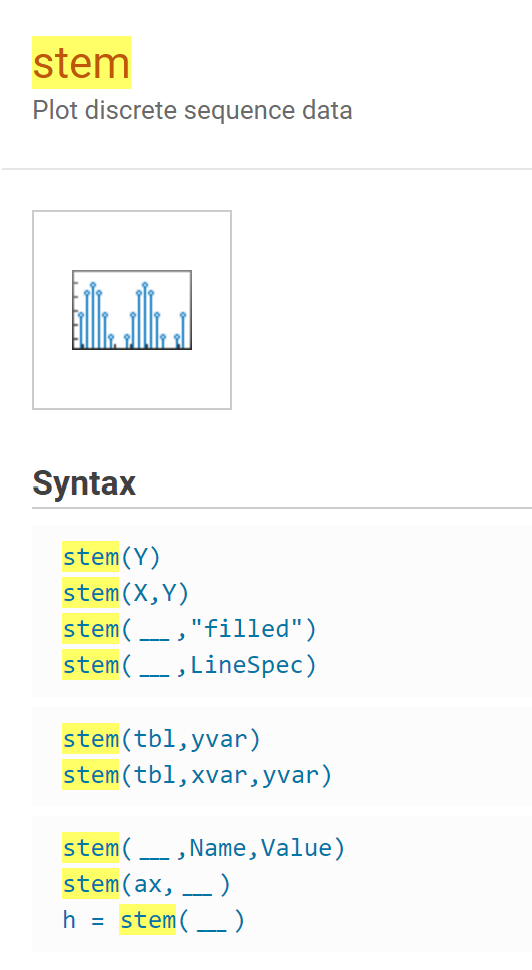 stem
Plot discrete sequence data
Syntax
stem(Y)
stem(X,Y)
stem( ___ ,"filled")
stem( ___ ,LineSpec)
stem(tbl,yvar)
stem(tbl,xvar,yvar)
stem( ___ ,Name,Value)
stem(ax, ___ )
h = stem( ___ )